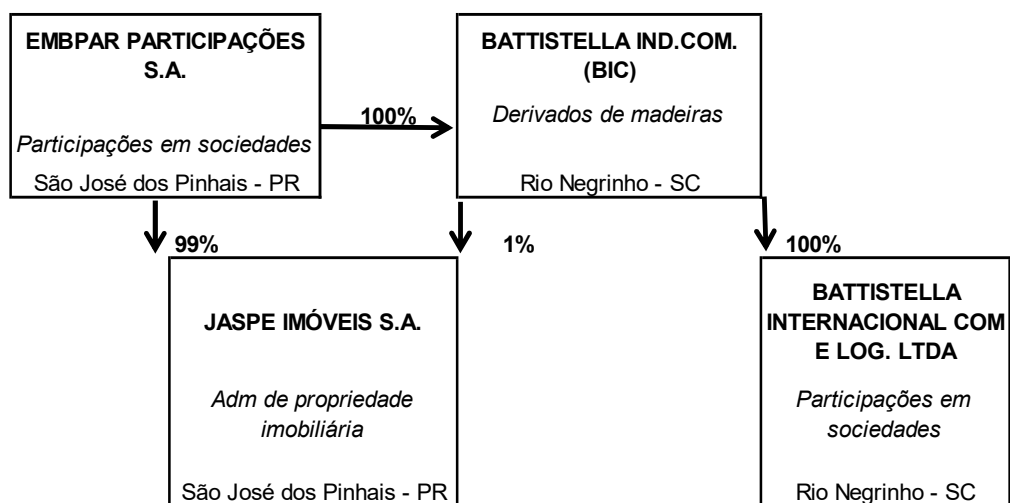 EMBPAR PARTICIPAÇÕES
S.A.
Participações em sociedades
São José dos Pinhais - PR
100%
BATTISTELLA IND.COM.
(BIC)
Derivados de madeiras
Rio Negrinho - SC
99%
1%
100%
JASPE IMÓVEIS S.A.
Adm de propriedade
imobiliária
São José dos Pinhais - PR
BATTISTELLA
INTERNACIONAL COM
E LOG. LTDA
Participações em
sociedades
Rio Negrinho - SC